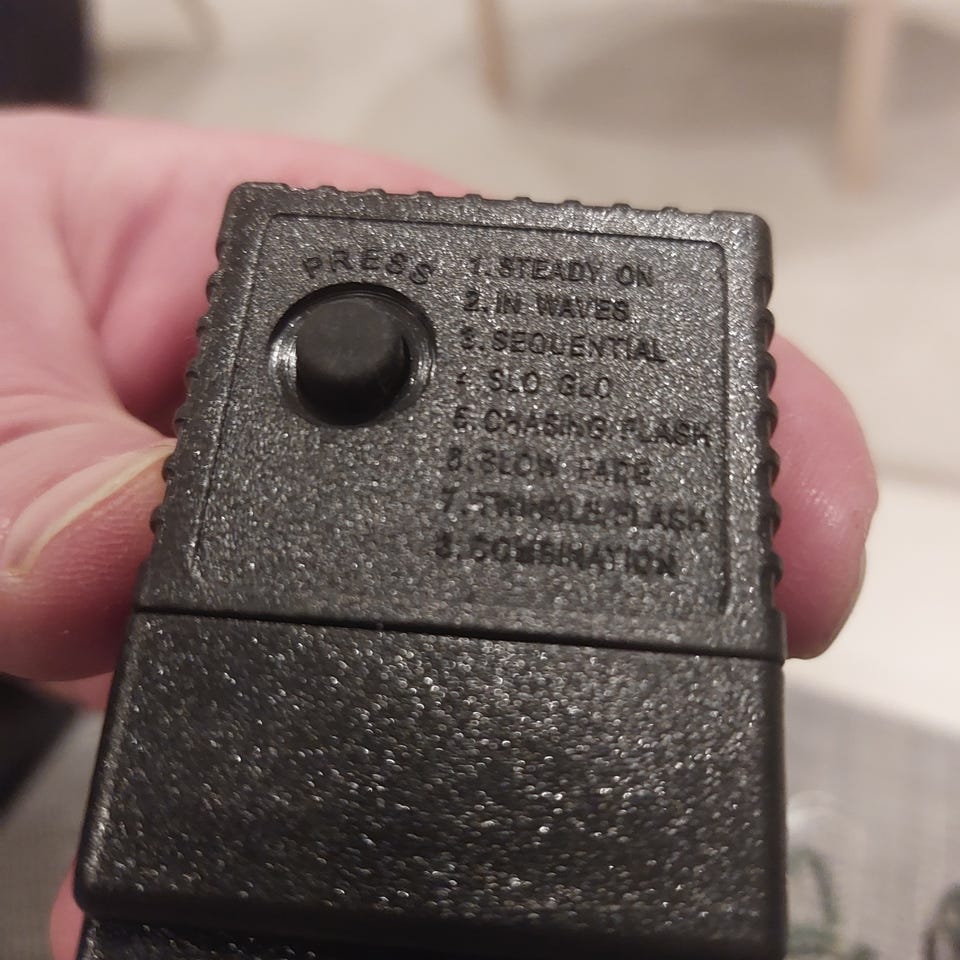 PRESS
1. STEADY ON
2. IN WAVES
3. SEQUENTIAL
4. SLO GLO
5. CHASING/FLASH
6. SLOW FADE
7. TWINKLE/FLASH
8. COMBINATION